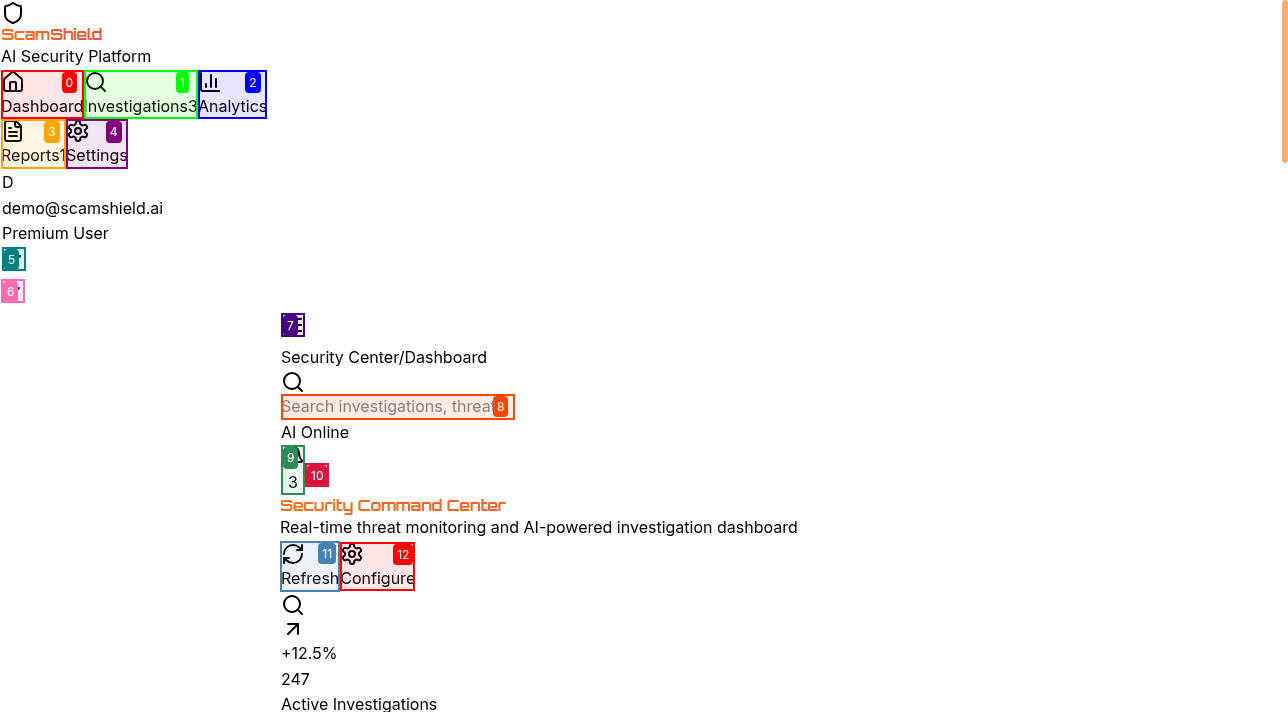 ScamShield
AI Security Platform
0 1 2
Dashboard Investigations3 Analytics
3 4
Reports1 Settings
D
demo@scamshield.ai
Premium User
5
6
7
Security Center/Dashboard
Search investigations, threat 8
AI Online
9
3 10
Security Command Center
Real-time threat monitoring and AI-powered investigation dashboard
11 12
Refresh Configure
+12.5%
247
Active Investigations